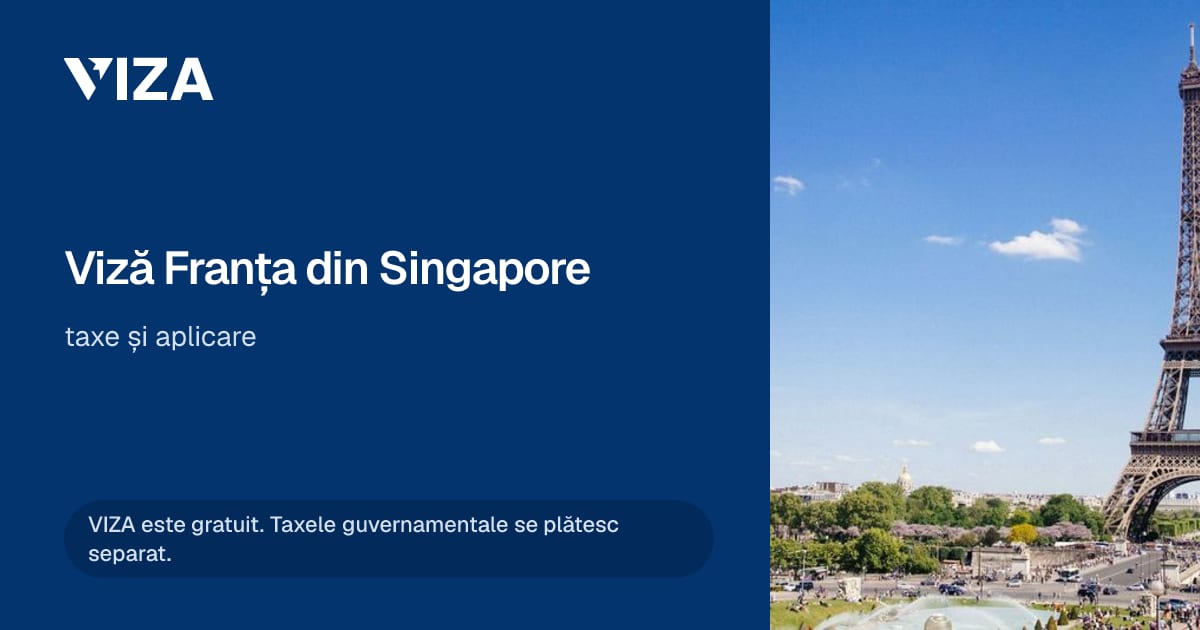 VIZA
Viză Franța din Singapore
taxe și aplicare
VIZA este gratuit. Taxele guvernamentale se plătesc
separat.